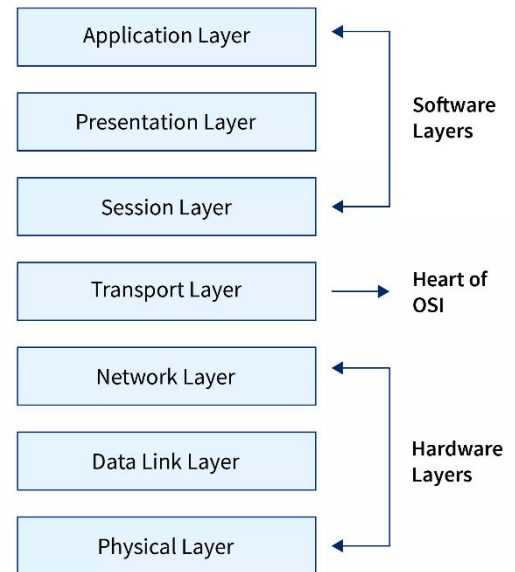 Application Layer
Presentation Layer
Software
Layers
Session Layer
Transport Layer
Heart of
OSI
Network Layer
Data Link Layer
Hardware
Layers
Physical Layer